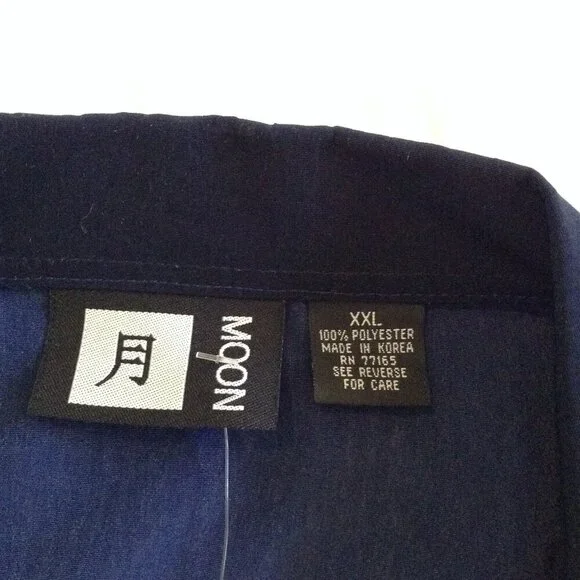 月
MOON
XXL
100% POLYESTER
MADE IN KOREA
RN 77165
SEE REVERSE
FOR CARE